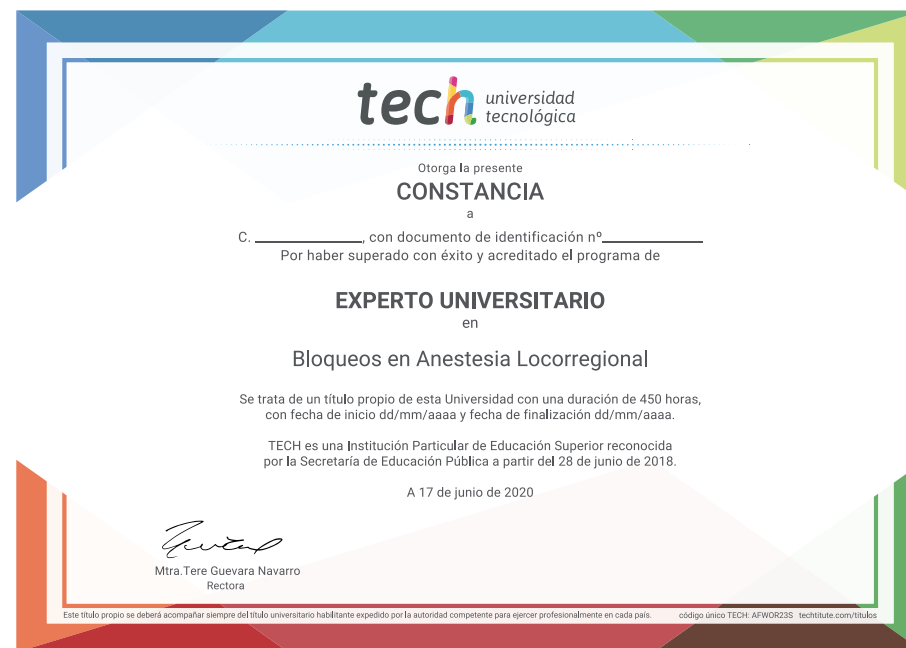 tech universidad
tecnológica
Otorga la presente
CONSTANCIA
a
C. ____________, con documento de identificación nº____________
Por haber superado con éxito y acreditado el programa de
EXPERTO UNIVERSITARIO
en
Bloqueos en Anestesia Locorregional
Se trata de un título propio de esta Universidad con una duración de 450 horas,
con fecha de inicio dd/mm/aaaa y fecha de finalización dd/mm/aaaa.
TECH es una Institución Particular de Educación Superior reconocida
por la Secretaría de Educación Pública a partir del 28 de junio de 2018.
A 17 de junio de 2020
Mtra.Tere Guevara Navarro
Rectora
Este título propio se deberá acompañar siempre del título universitario habilitante expedido por la autoridad competente para ejercer profesionalmente en cada país. código único TECH: AFWOR23S techtitute.com/titulos